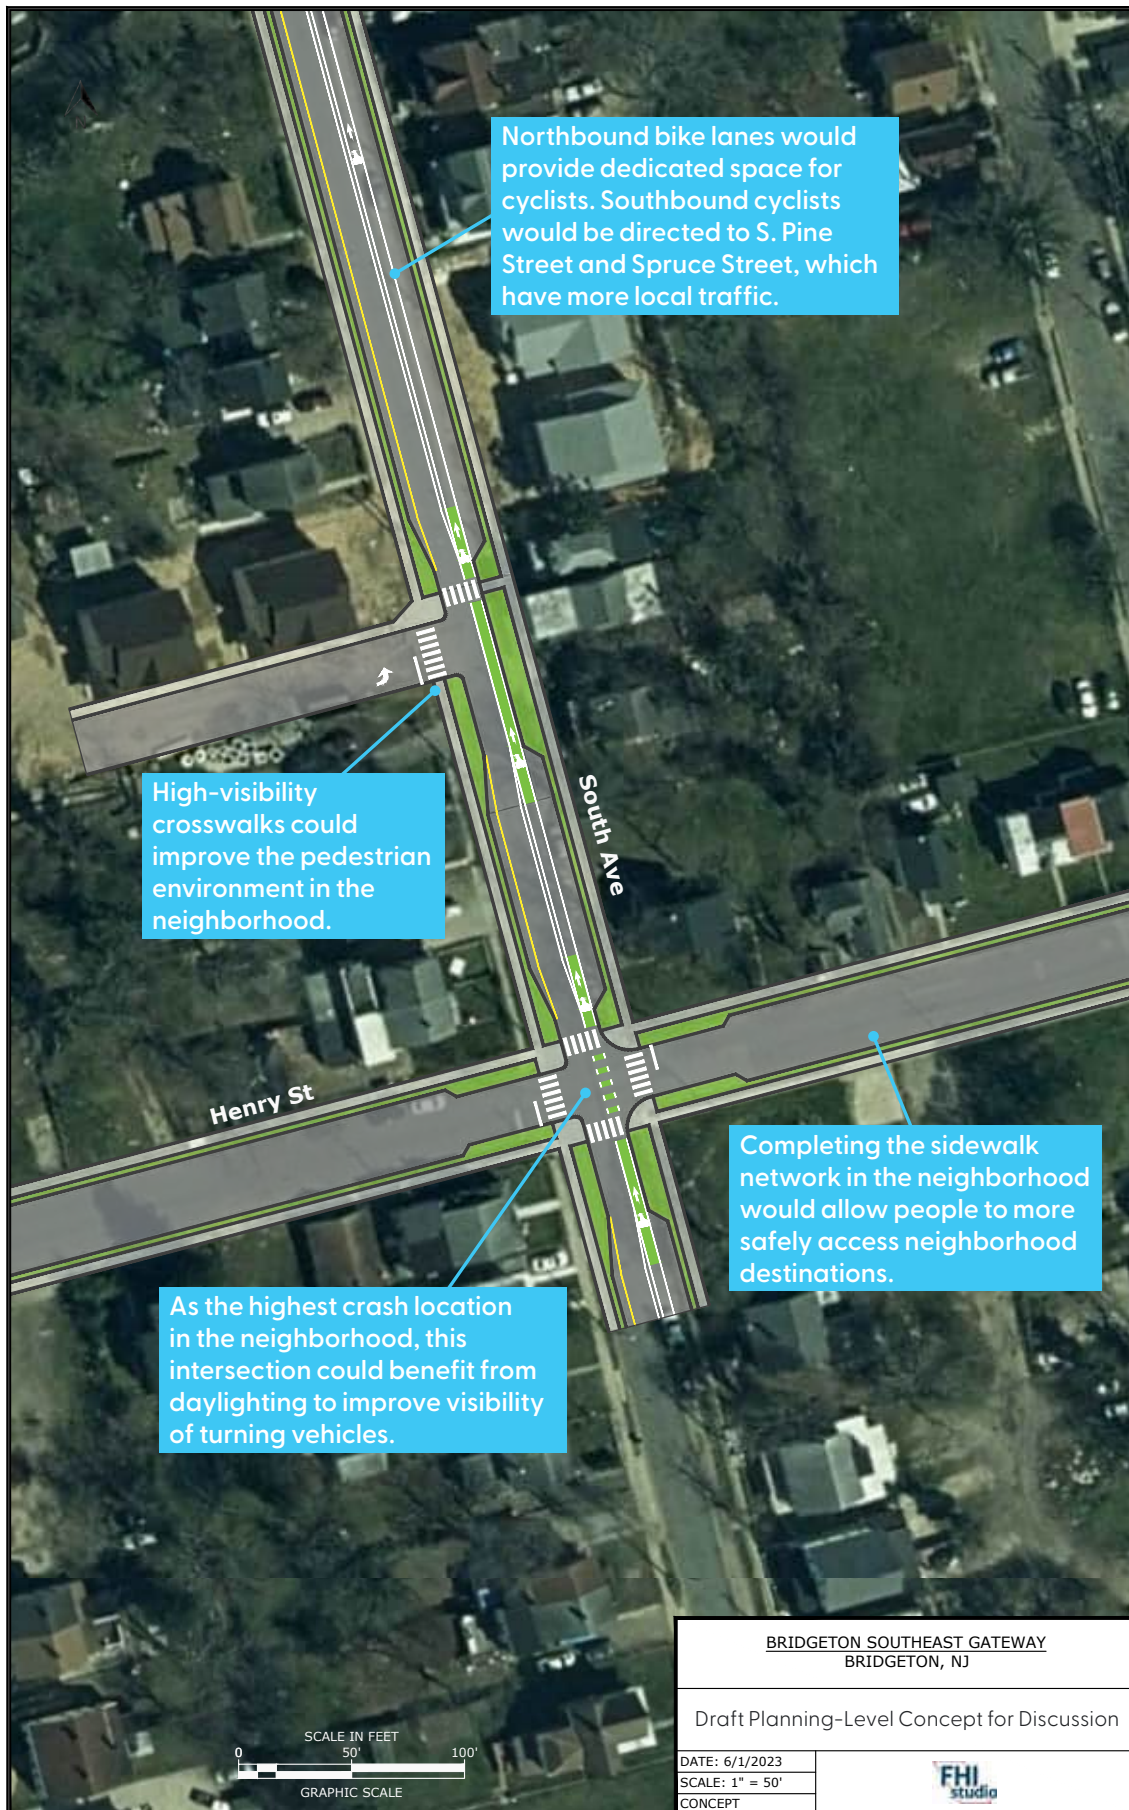 Northbound bike lanes would
provide dedicated space for
cyclists. Southbound cyclists
would be directed to S. Pine
Street and Spruce Street, which
have more local traffic.
High-visibility
crosswalks could
improve the pedestrian
environment in the
neighborhood.
South Ave
Henry St
Completing the sidewalk
network in the neighborhood
would allow people to more
safely access neighborhood
destinations.
As the highest crash location
in the neighborhood, this
intersection could benefit from
daylighting to improve visibility
of turning vehicles.
SCALE IN FEET
0 50' 100'
GRAPHIC SCALE
BRIDGETON SOUTHEAST GATEWAY
BRIDGETON, NJ
Draft Planning-Level Concept for Discussion
DATE: 6/1/2023
SCALE: 1" = 50'
CONCEPT
FHI
studio